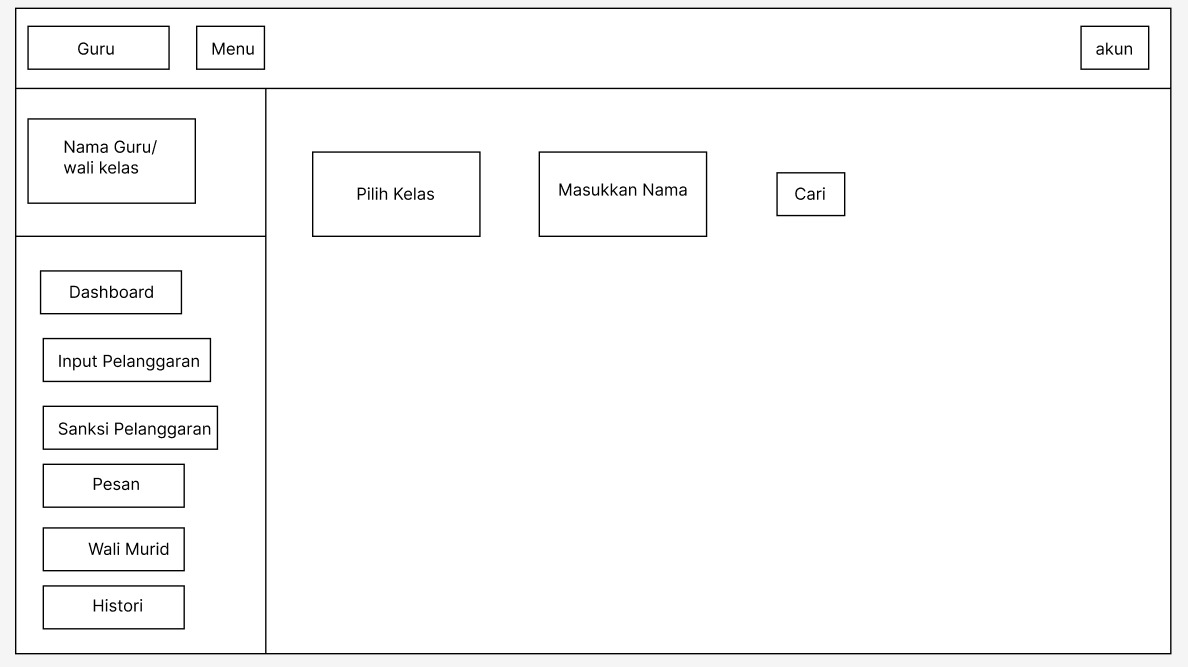 Guru
Menu
akun
Nama Guru/
wali kelas
Pilih Kelas
Masukkan Nama
Cari
Dashboard
Input Pelanggaran
Sanksi Pelanggaran
Pesan
Wali Murid
Histori